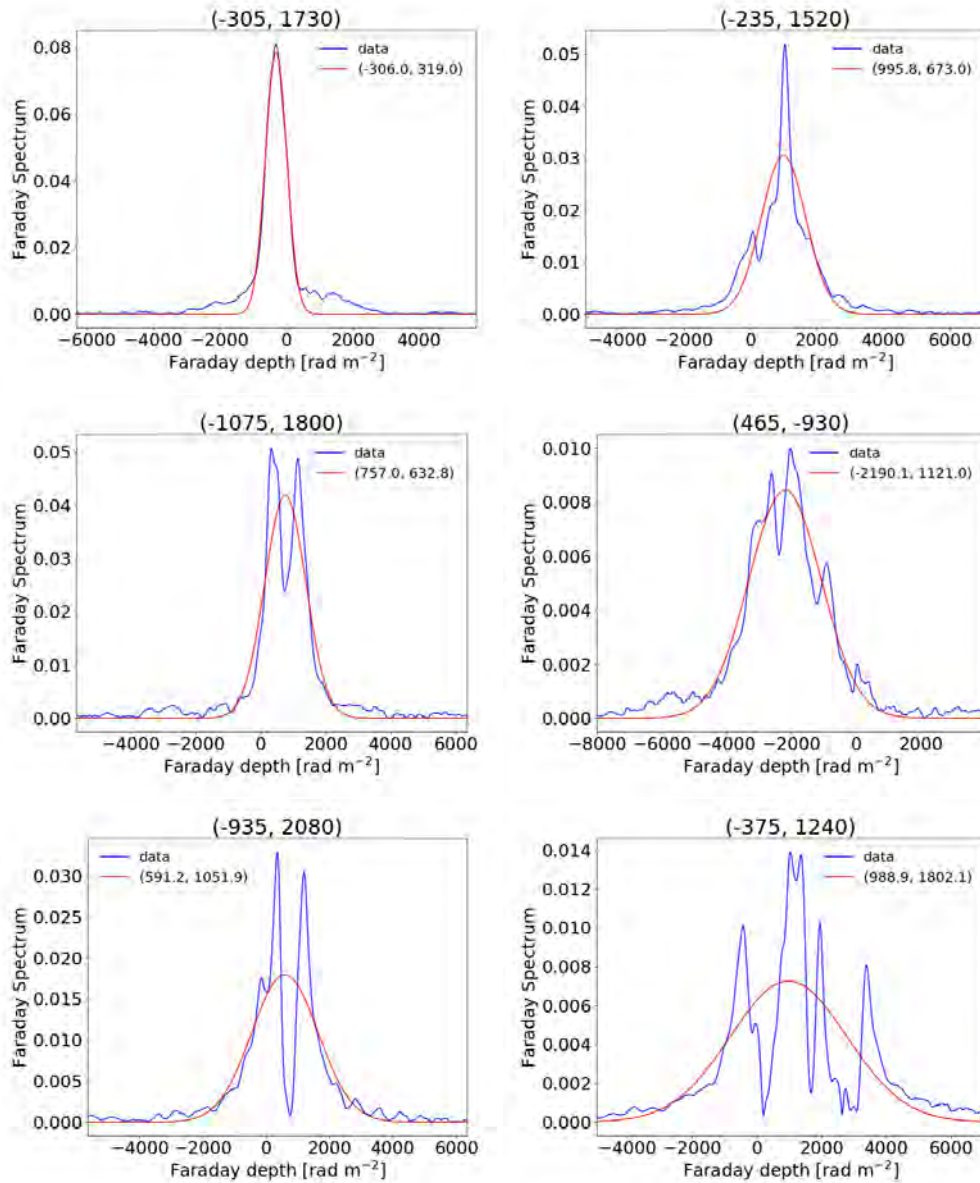 (-305, 1730)
0.08
0.06
0.04
0.02
0.00
Faraday Spectrum
data
(-306.0, 319.0)
−6000 −4000 −2000 0 2000 4000
Faraday depth [rad m⁻²]
(-235, 1520)
0.05
0.04
0.03
0.02
0.01
0.00
Faraday Spectrum
data
(995.8, 673.0)
−4000 −2000 0 2000 4000 6000
Faraday depth [rad m⁻²]
(-1075, 1800)
0.05
0.04
0.03
0.02
0.01
0.00
Faraday Spectrum
data
(757.0, 632.8)
−4000 −2000 0 2000 4000 6000
Faraday depth [rad m⁻²]
(465, -930)
0.010
0.008
0.006
0.004
0.002
0.000
Faraday Spectrum
data
(-2190.1, 1121.0)
−8000 −6000 −4000 −2000 0 2000
Faraday depth [rad m⁻²]
(-935, 2080)
0.030
0.025
0.020
0.015
0.010
0.005
0.000
Faraday Spectrum
data
(591.2, 1051.9)
−4000 −2000 0 2000 4000 6000
Faraday depth [rad m⁻²]
(-375, 1240)
0.014
0.012
0.010
0.008
0.006
0.004
0.002
0.000
Faraday Spectrum
data
(988.9, 1802.1)
−4000 −2000 0 2000 4000 6000
Faraday depth [rad m⁻²]